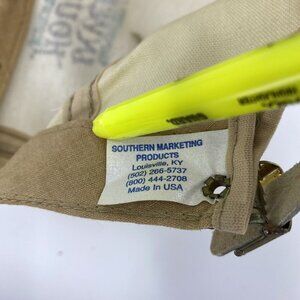 SOUTHERN MARKETING
PRODUCTS
Louisville, KY
(502) 266-5737
(800) 444-2708
Made In USA